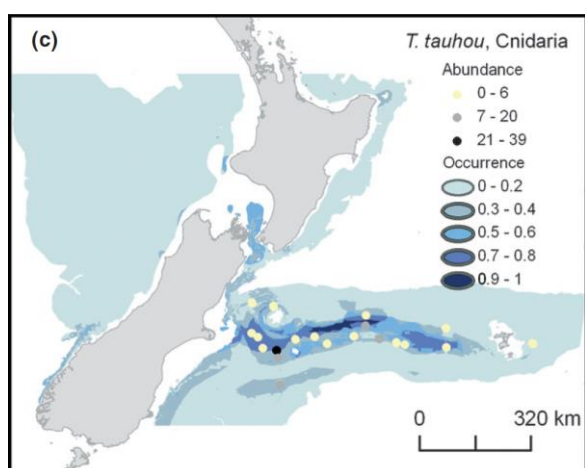 (c)
T. tauhou, Cnidaria
Abundance
0 - 6
7 - 20
21 - 39
Occurrence
0 - 0.2
0.3 - 0.4
0.5 - 0.6
0.7 - 0.8
0.9 - 1
0 320 km